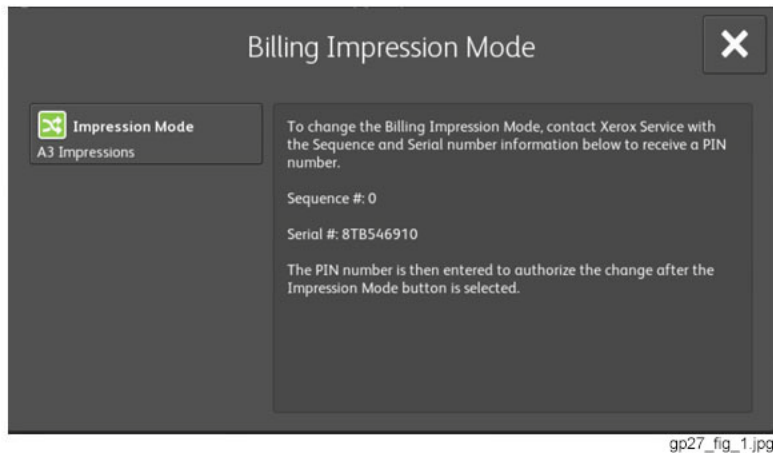 Billing Impression Mode
Impression Mode
A3 Impressions
To change the Billing Impression Mode, contact Xerox Service with
the Sequence and Serial number information below to receive a PIN
number.
Sequence #: 0
Serial #: 8TB546910
The PIN number is then entered to authorize the change after the
Impression Mode button is selected.
gp27_fig_1.jpg